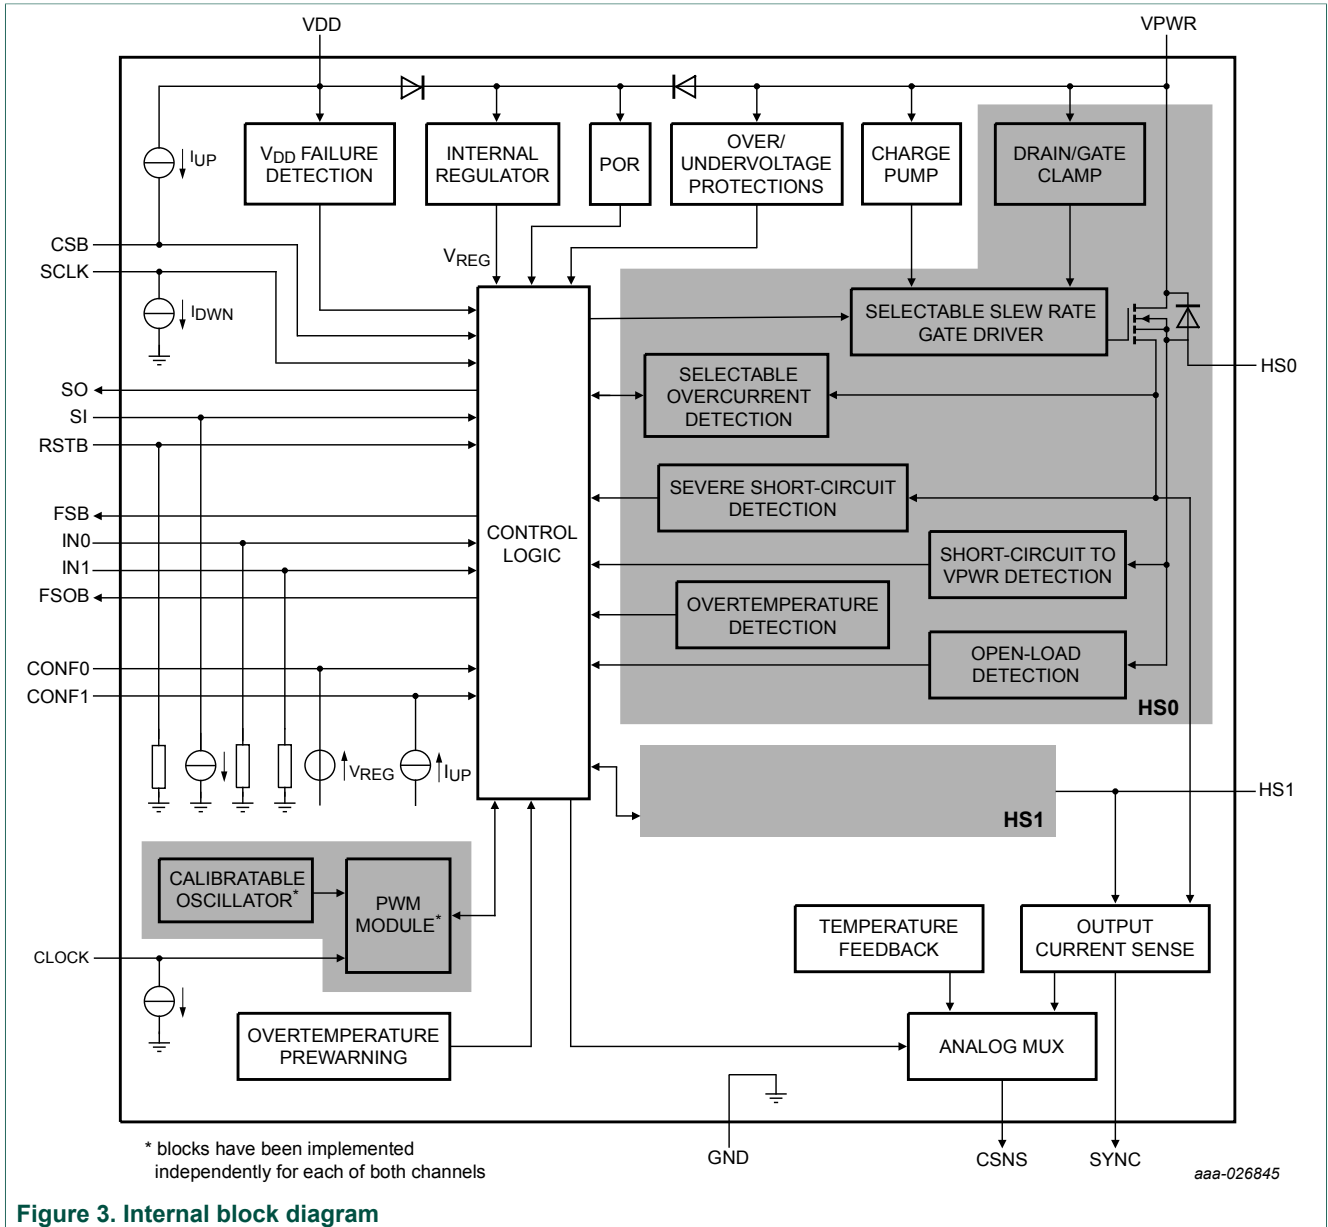 VDD
VPWR
VDD FAILURE
DETECTION
INTERNAL
REGULATOR
POR
OVER/
UNDERVOLTAGE
PROTECTIONS
CHARGE
PUMP
DRAIN/GATE
CLAMP
IUP
CSB
SCLK
VREG
IDWN
SELECTABLE SLEW RATE
GATE DRIVER
HS0
SO
SI
RSTB
SELECTABLE
OVERCURRENT
DETECTION
SEVERE SHORT-CIRCUIT
DETECTION
FSB
IN0
IN1
FSOB
CONTROL
LOGIC
SHORT-CIRCUIT TO
VPWR DETECTION
OVERTEMPERATURE
DETECTION
OPEN-LOAD
DETECTION
HS0
CONF0
CONF1
VREG
IUP
HS1
HS1
CALIBRATABLE
OSCILLATOR*
PWM
MODULE*
CLOCK
TEMPERATURE
FEEDBACK
OUTPUT
CURRENT SENSE
OVERTEMPERATURE
PREWARNING
ANALOG MUX
GND
CSNS
SYNC
* blocks have been implemented
independently for each of both channels
aaa-026845
Figure 3. Internal block diagram